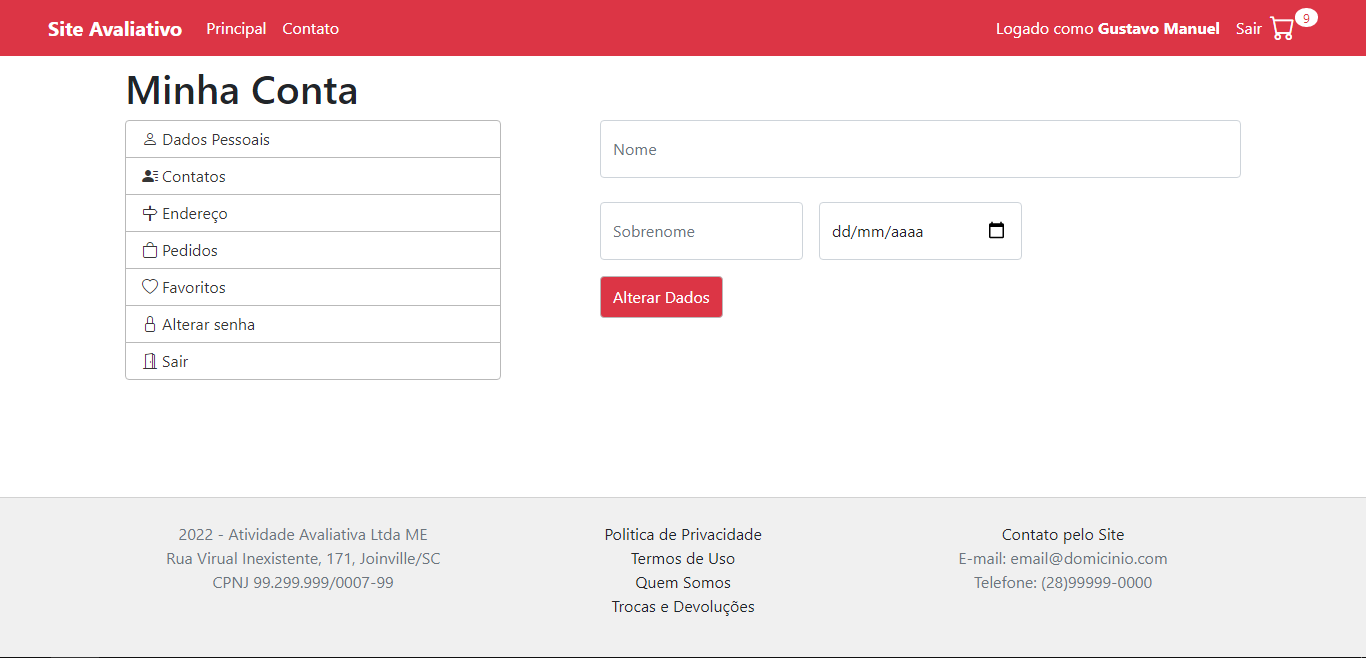 Site Avaliativo Principal Contato Logado como Gustavo Manuel Sair 9
Minha Conta
Dados Pessoais
Contatos
Endereço
Pedidos
Favoritos
Alterar senha
Sair
Nome
Sobrenome dd/mm/aaaa
Alterar Dados
2022 - Atividade Avaliativa Ltda ME
Rua Virual Inexistente, 171, Joinville/SC
CPNJ 99.299.999/0007-99
Politica de Privacidade
Termos de Uso
Quem Somos
Trocas e Devoluções
Contato pelo Site
E-mail: email@domicinio.com
Telefone: (28)99999-0000